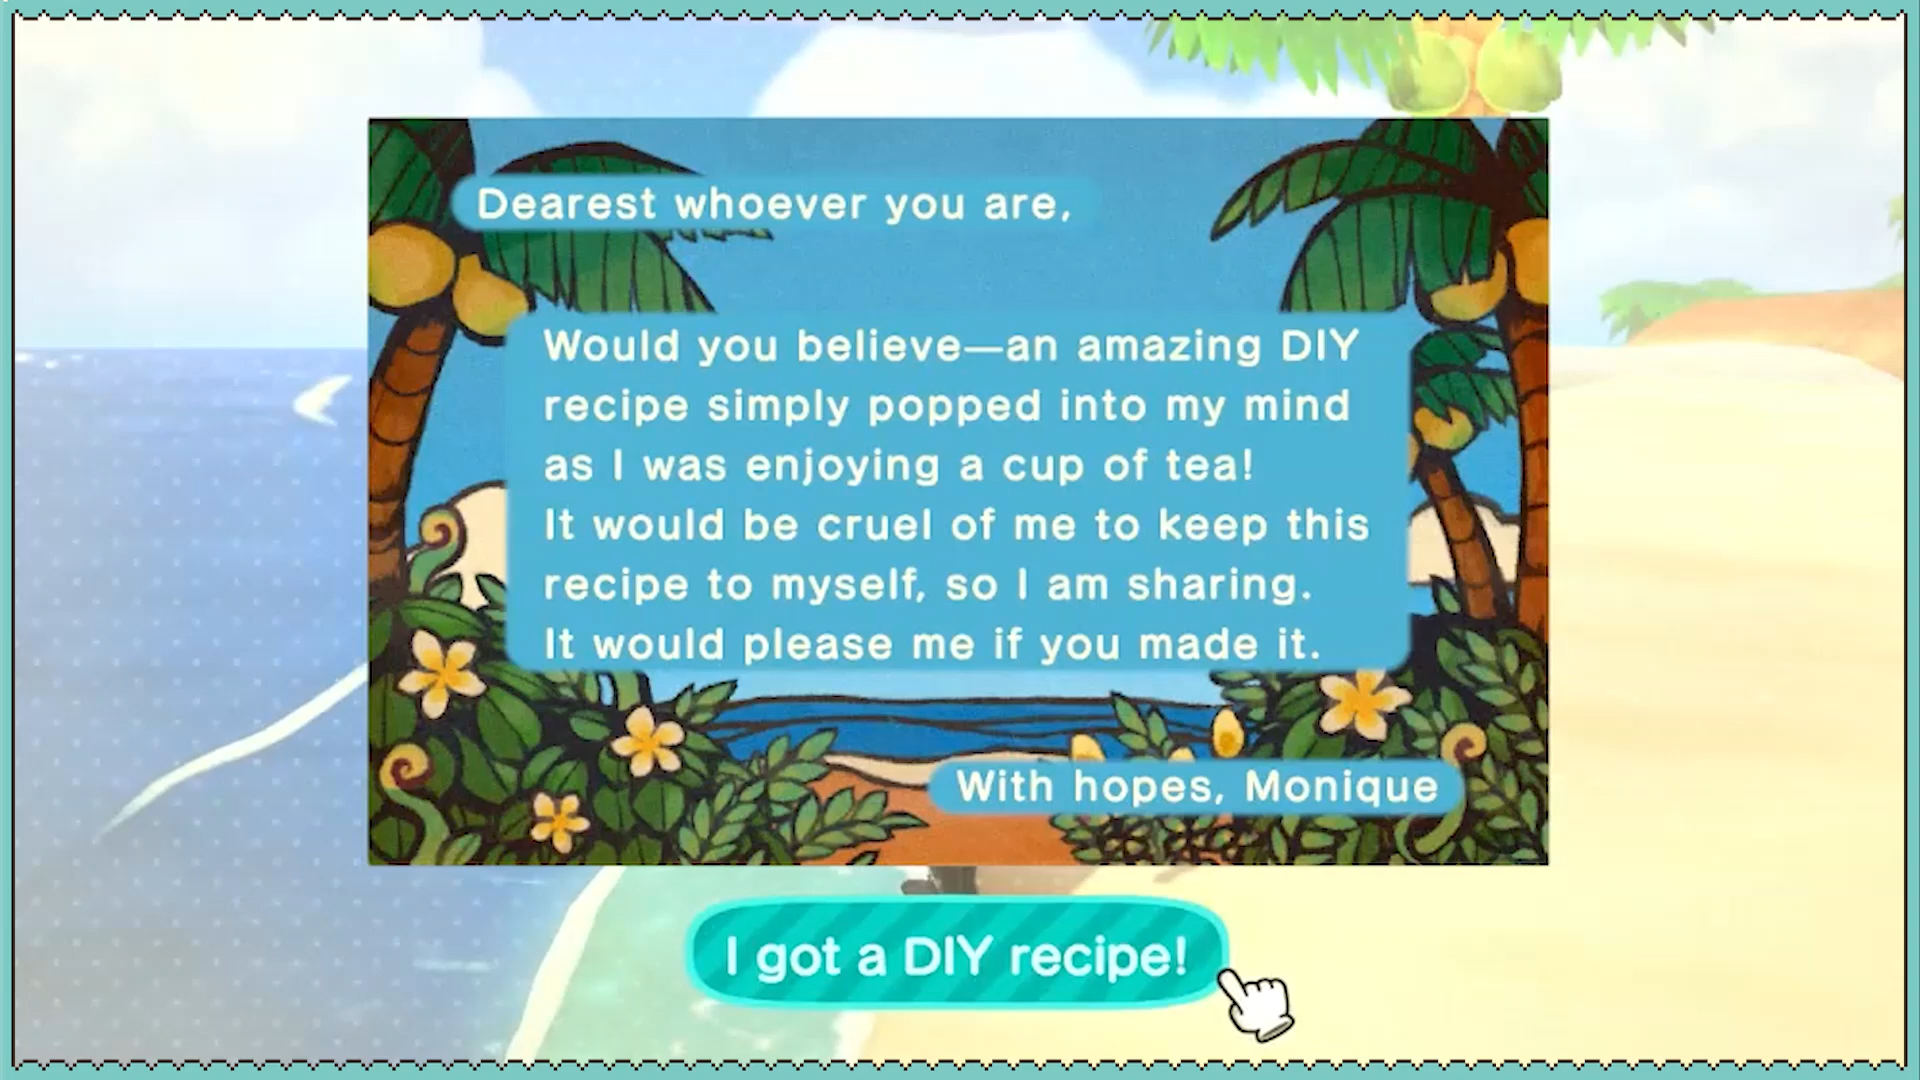 Dearest whoever you are,
Would you believe—an amazing DIY
recipe simply popped into my mind
as I was enjoying a cup of tea!
It would be cruel of me to keep this
recipe to myself, so I am sharing.
It would please me if you made it.
With hopes, Monique
I got a DIY recipe!